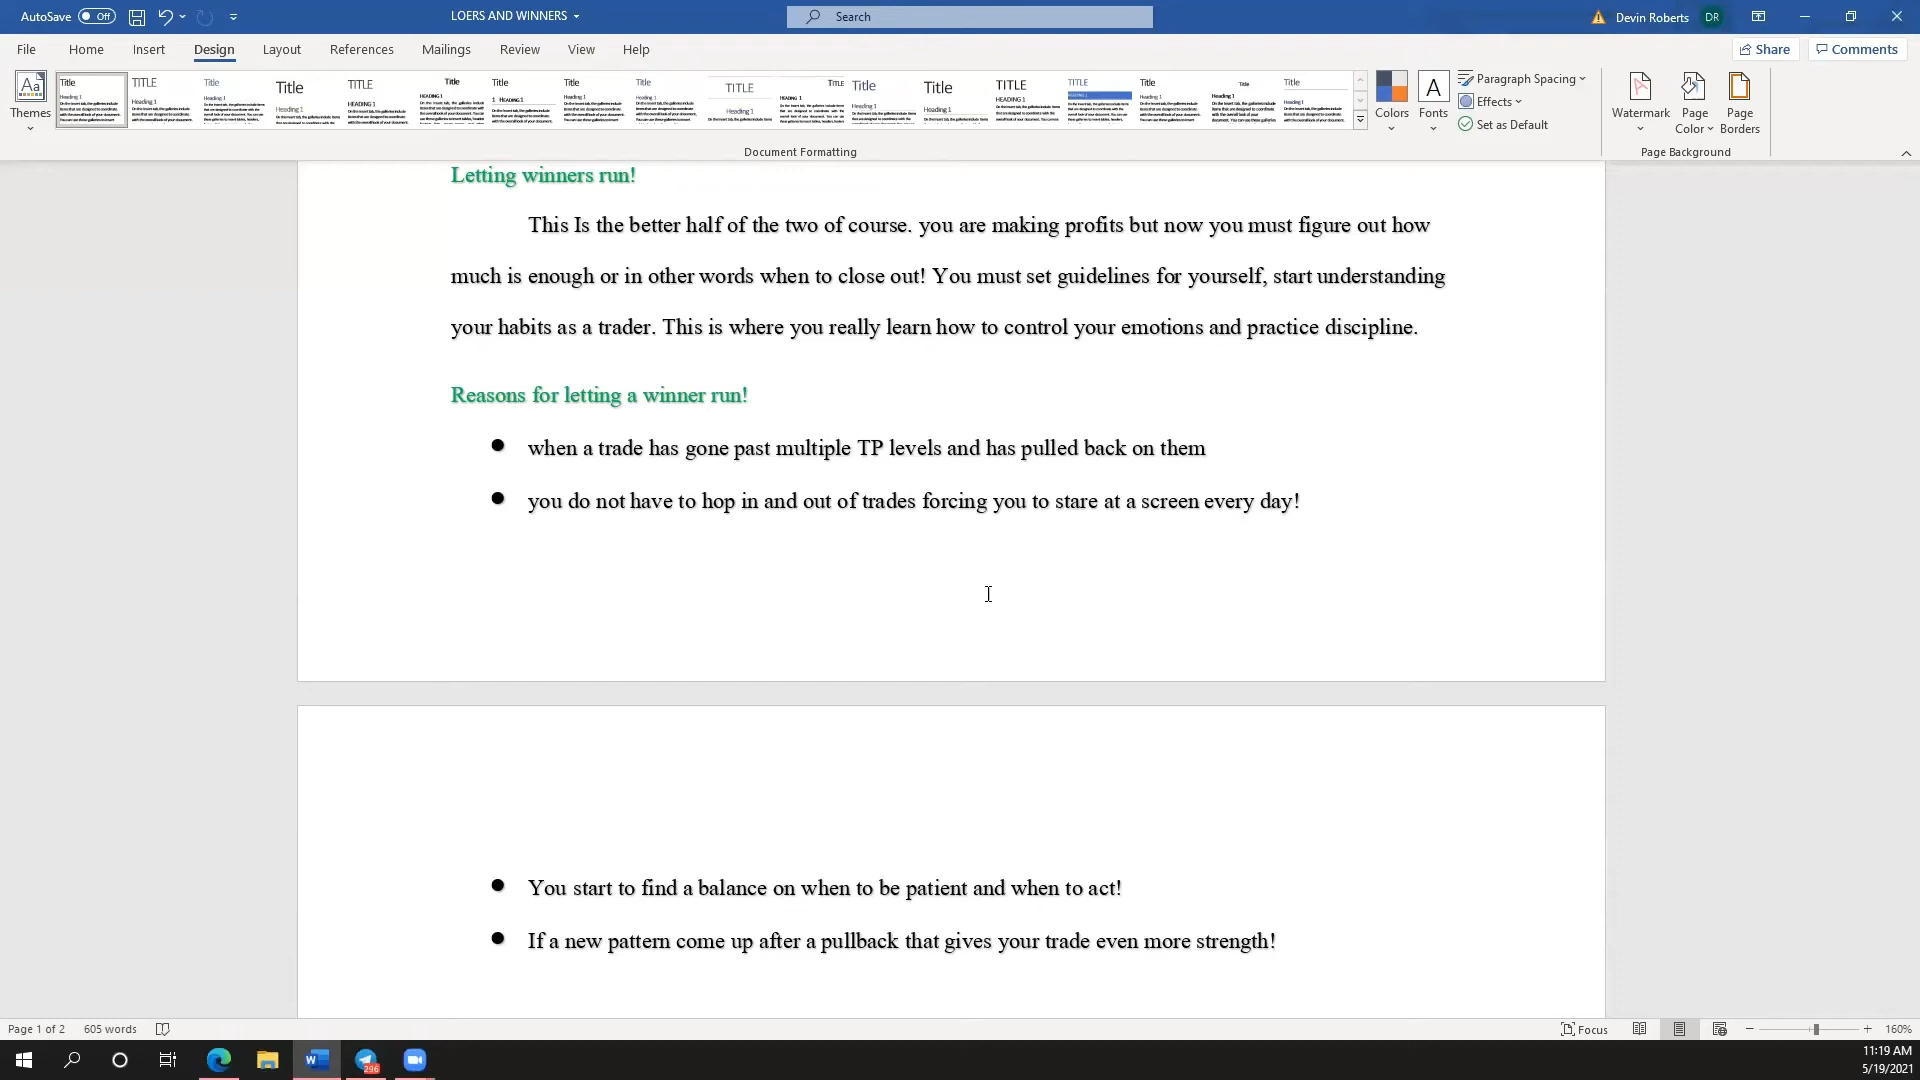 AutoSave Off
LOERS AND WINNERS
Search
Devin Roberts
DR
File Home Insert Design Layout References Mailings Review View Help
Share
Comments
Themes
Colors
Fonts
Paragraph Spacing
Effects
Set as Default
Watermark
Page Color
Page Borders
Document Formatting
Page Background
Letting winners run!
This Is the better half of the two of course. you are making profits but now you must figure out how
much is enough or in other words when to close out! You must set guidelines for yourself, start understanding
your habits as a trader. This is where you really learn how to control your emotions and practice discipline.
Reasons for letting a winner run!
● when a trade has gone past multiple TP levels and has pulled back on them
● you do not have to hop in and out of trades forcing you to stare at a screen every day!
● You start to find a balance on when to be patient and when to act!
● If a new pattern come up after a pullback that gives your trade even more strength!
Page 1 of 2 605 words
Focus
160%
296
11:19 AM
5/19/2021